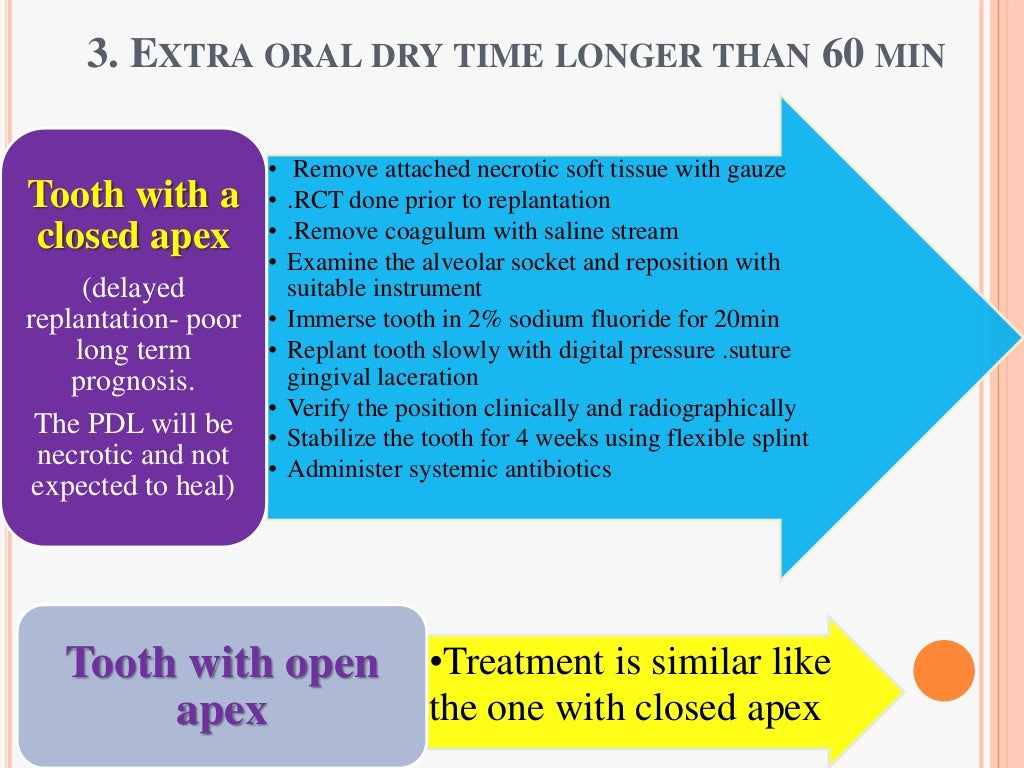 3. Extra oral dry time longer than 60 min
Tooth with a
closed apex
(delayed
replantation- poor
long term
prognosis.
The PDL will be
necrotic and not
expected to heal)
• Remove attached necrotic soft tissue with gauze
• .RCT done prior to replantation
• .Remove coagulum with saline stream
• Examine the alveolar socket and reposition with
suitable instrument
• Immerse tooth in 2% sodium fluoride for 20min
• Replant tooth slowly with digital pressure .suture
gingival laceration
• Verify the position clinically and radiographically
• Stabilize the tooth for 4 weeks using flexible splint
• Administer systemic antibiotics
Tooth with open
apex
•Treatment is similar like
the one with closed apex